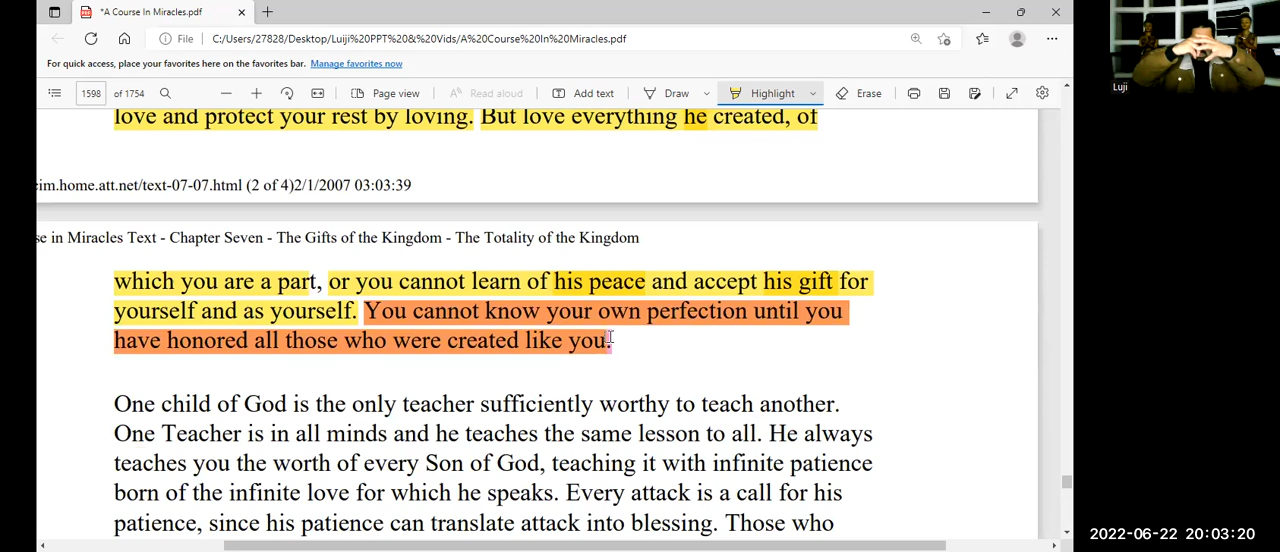 *A Course In Miracles.pdf
File
C:/Users/27828/Desktop/Luiji%20PPT%20&%20Vids/A%20Course%20In%20Miracles.pdf
For quick access, place your favorites here on the favorites bar. Manage favorites now
1598 of 1754
Page view
Read aloud
Add text
Draw
Highlight
Erase
love and protect your rest by loving. But love everything he created, of
im.home.att.net/text-07-07.html (2 of 4)2/1/2007 03:03:39
se in Miracles Text - Chapter Seven - The Gifts of the Kingdom - The Totality of the Kingdom
which you are a part, or you cannot learn of his peace and accept his gift for
yourself and as yourself. You cannot know your own perfection until you
have honored all those who were created like you.
One child of God is the only teacher sufficiently worthy to teach another.
One Teacher is in all minds and he teaches the same lesson to all. He always
teaches you the worth of every Son of God, teaching it with infinite patience
born of the infinite love for which he speaks. Every attack is a call for his
patience, since his patience can translate attack into blessing. Those who
Luji
2022-06-22 20:03:20